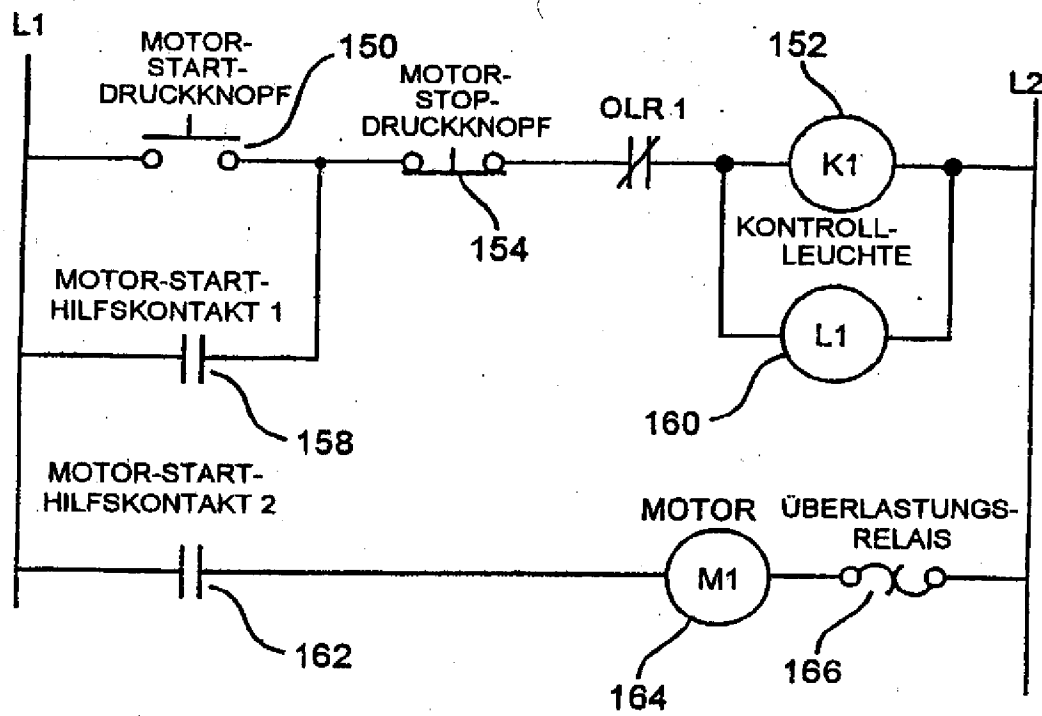 L1
MOTOR-
START-
DRUCKKNOPF
150
MOTOR-
STOP-
DRUCKKNOPF
OLR 1
152
L2
K1
154
KONTROLL-
LEUCHTE
MOTOR-START-
HILFSKONTAKT 1
L1
158
160
MOTOR-START-
HILFSKONTAKT 2
MOTOR
ÜBERLASTUNGS-
RELAIS
M1
162
164
166